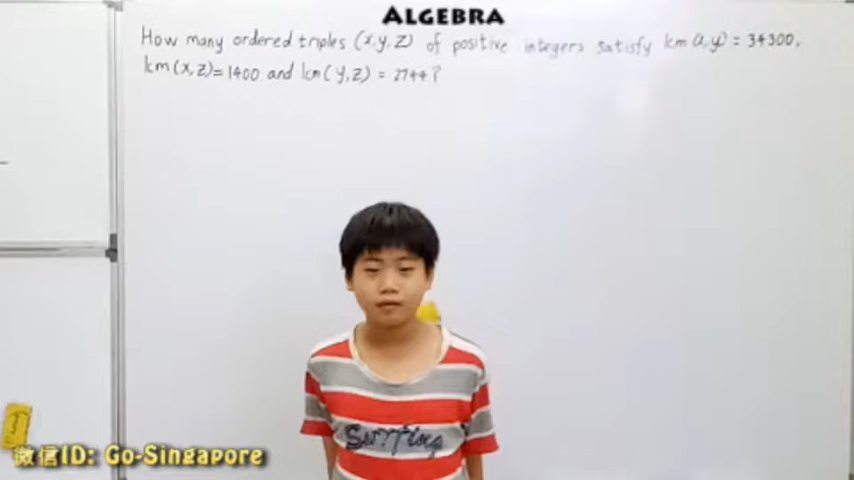 ALGEBRA
How many ordered triples (x,y,z) of positive integers satisfy lcm(x,y) = 34300,
lcm(x,z)=1400 and lcm(y,z) = 2744?
Surfing
微信ID: Go-Singapore